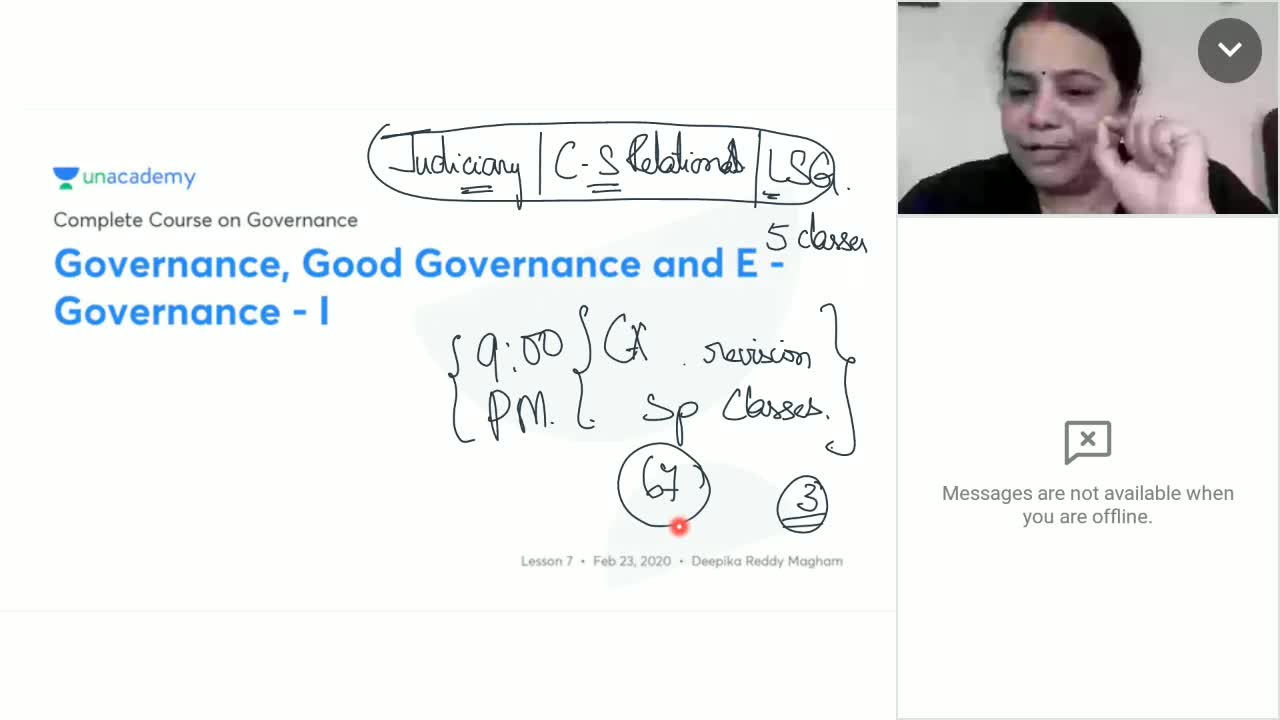 Judiciary | C-S Relations | LSG.
unacademy
Complete Course on Governance
5 classes
Governance, Good Governance and E -
Governance - I
9:00 revision
PM. Sp Classes.
67
3
Lesson 7 • Feb 23, 2020 • Deepika Reddy Magham
Messages are not available when
you are offline.